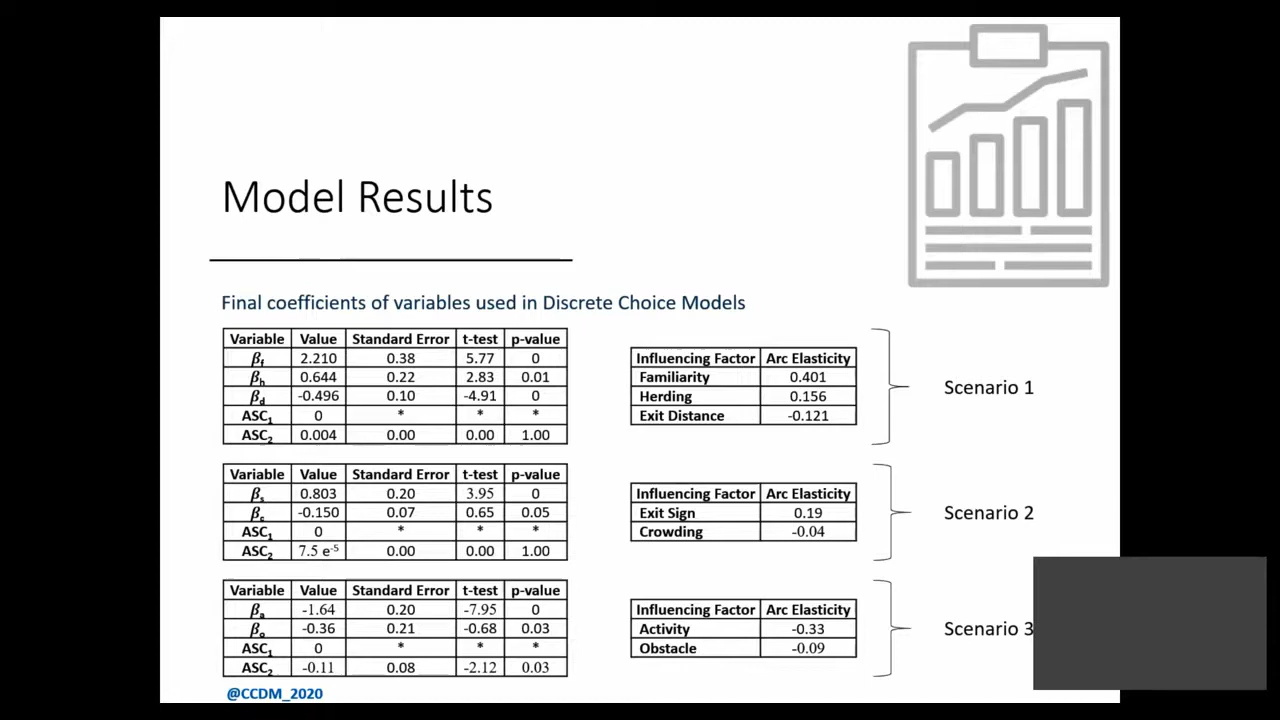 Model Results
Final coefficients of variables used in Discrete Choice Models
Variable Value Standard Error t-test p-value
β_f 2.210 0.38 5.77 0
β_h 0.644 0.22 2.83 0.01
β_d -0.496 0.10 -4.91 0
ASC₁ 0 * * *
ASC₂ 0.004 0.00 0.00 1.00
Influencing Factor Arc Elasticity
Familiarity 0.401
Herding 0.156
Exit Distance -0.121
Scenario 1
Variable Value Standard Error t-test p-value
β_s 0.803 0.20 3.95 0
β_c -0.150 0.07 0.65 0.05
ASC₁ 0 * * *
ASC₂ 7.5 e⁻⁵ 0.00 0.00 1.00
Influencing Factor Arc Elasticity
Exit Sign 0.19
Crowding -0.04
Scenario 2
Variable Value Standard Error t-test p-value
β_a -1.64 0.20 -7.95 0
β_o -0.36 0.21 -0.68 0.03
ASC₁ 0 * * *
ASC₂ -0.11 0.08 -2.12 0.03
Influencing Factor Arc Elasticity
Activity -0.33
Obstacle -0.09
Scenario 3
@CCDM_2020